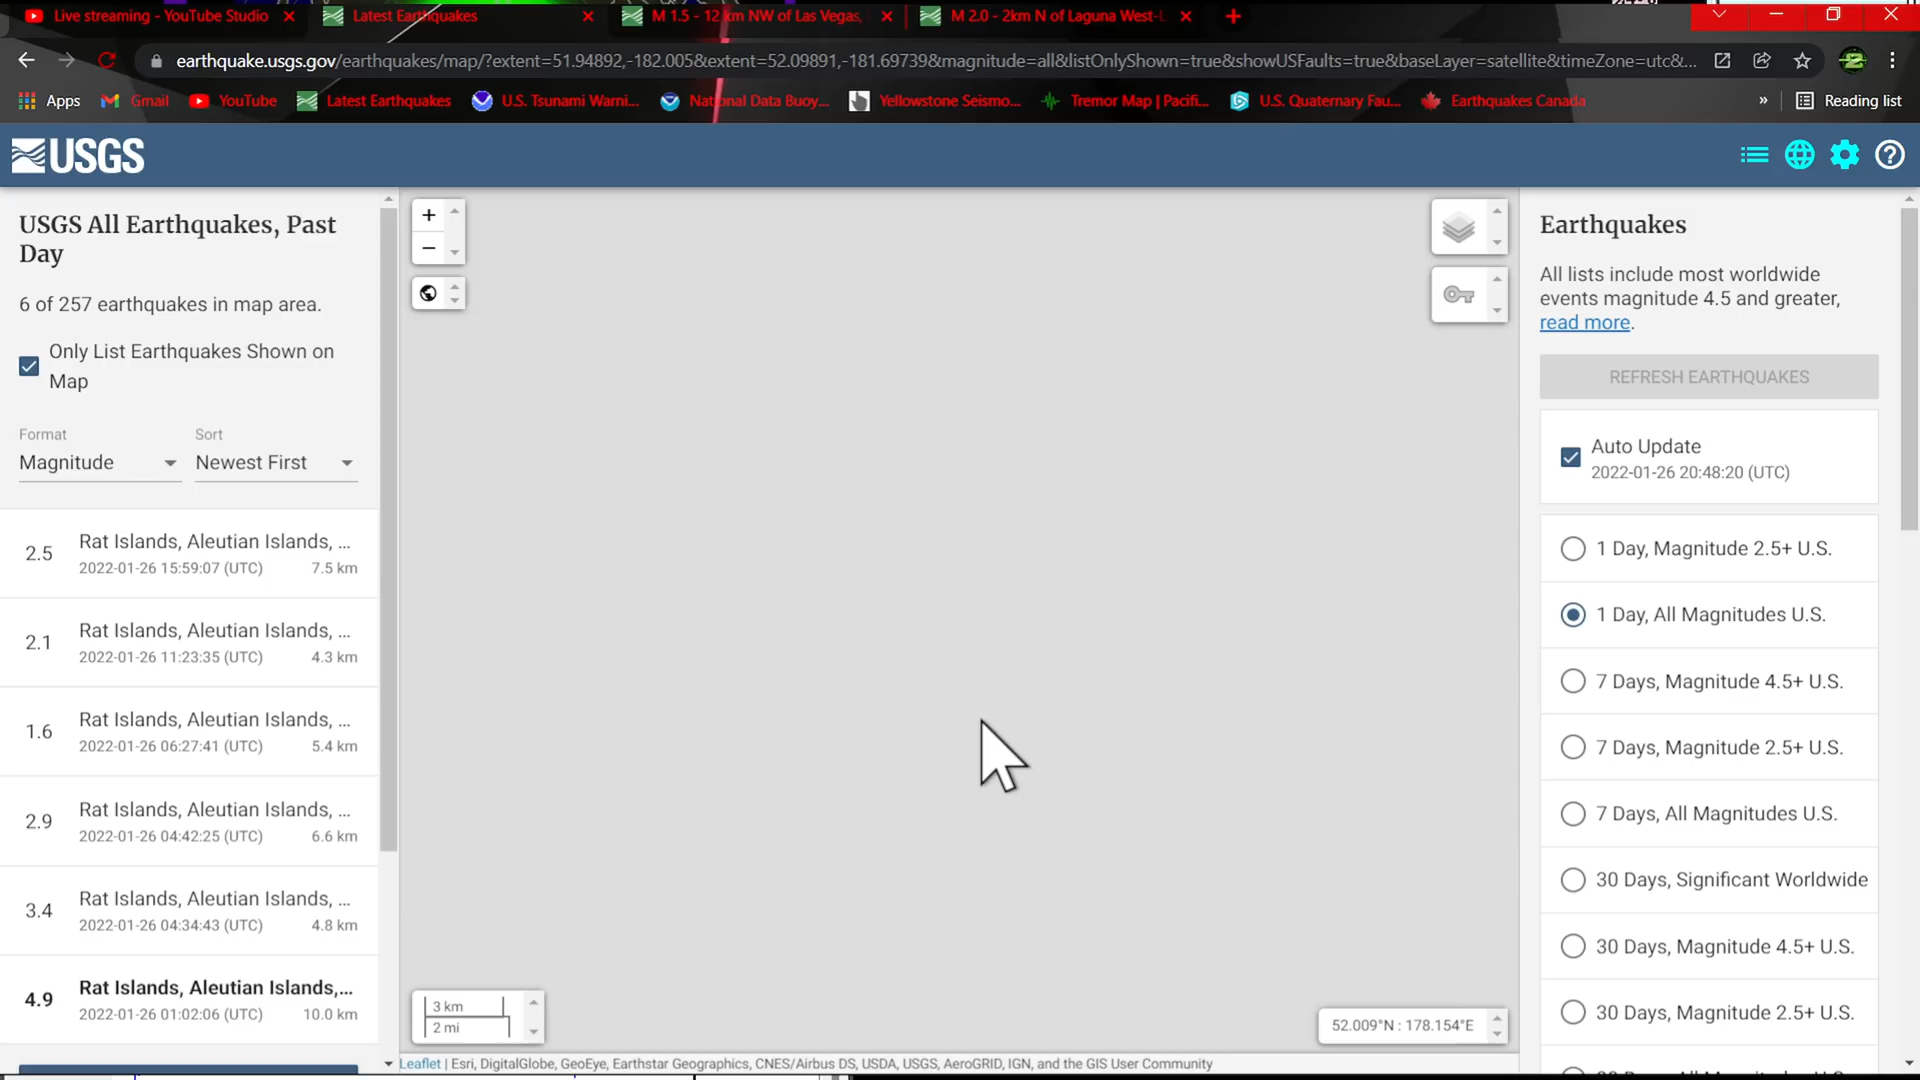 Live streaming - YouTube Studio
Latest Earthquakes
M 1.5 - 12 km NW of Las Vegas,
M 2.0 - 2km N of Laguna West-L
earthquake.usgs.gov/earthquakes/map/?extent=51.94892,-182.005&extent=52.09891,-181.69739&magnitude=all&listOnlyShown=true&showUSFaults=true&baseLayer=satellite&timeZone=utc&...
Apps
Gmail
YouTube
Latest Earthquakes
U.S. Tsunami Warni...
National Data Buoy...
Yellowstone Seismo...
Tremor Map | Pacifi...
U.S. Quaternary Fau...
Earthquakes Canada
»
Reading list
USGS
USGS All Earthquakes, Past
Day
6 of 257 earthquakes in map area.
Only List Earthquakes Shown on
Map
Format
Magnitude
Sort
Newest First
2.5
Rat Islands, Aleutian Islands, ...
2022-01-26 15:59:07 (UTC) 7.5 km
2.1
Rat Islands, Aleutian Islands, ...
2022-01-26 11:23:35 (UTC) 4.3 km
1.6
Rat Islands, Aleutian Islands, ...
2022-01-26 06:27:41 (UTC) 5.4 km
2.9
Rat Islands, Aleutian Islands, ...
2022-01-26 04:42:25 (UTC) 6.6 km
3.4
Rat Islands, Aleutian Islands, ...
2022-01-26 04:34:43 (UTC) 4.8 km
4.9
Rat Islands, Aleutian Islands,...
2022-01-26 01:02:06 (UTC) 10.0 km
+
−
3 km
2 mi
52.009°N : 178.154°E
Leaflet | Esri, DigitalGlobe, GeoEye, Earthstar Geographics, CNES/Airbus DS, USDA, USGS, AeroGRID, IGN, and the GIS User Community
Earthquakes
All lists include most worldwide
events magnitude 4.5 and greater,
read more.
REFRESH EARTHQUAKES
Auto Update
2022-01-26 20:48:20 (UTC)
1 Day, Magnitude 2.5+ U.S.
1 Day, All Magnitudes U.S.
7 Days, Magnitude 4.5+ U.S.
7 Days, Magnitude 2.5+ U.S.
7 Days, All Magnitudes U.S.
30 Days, Significant Worldwide
30 Days, Magnitude 4.5+ U.S.
30 Days, Magnitude 2.5+ U.S.